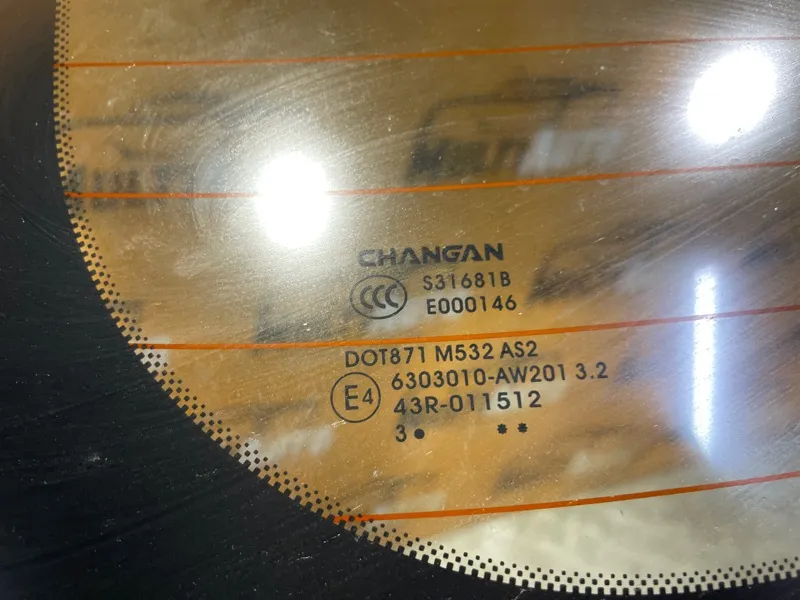 CHANGAN
CCC
S31681B
E000146
DOT871 M532 AS2
E4
6303010-AW201 3.2
43R-011512
3 ● **